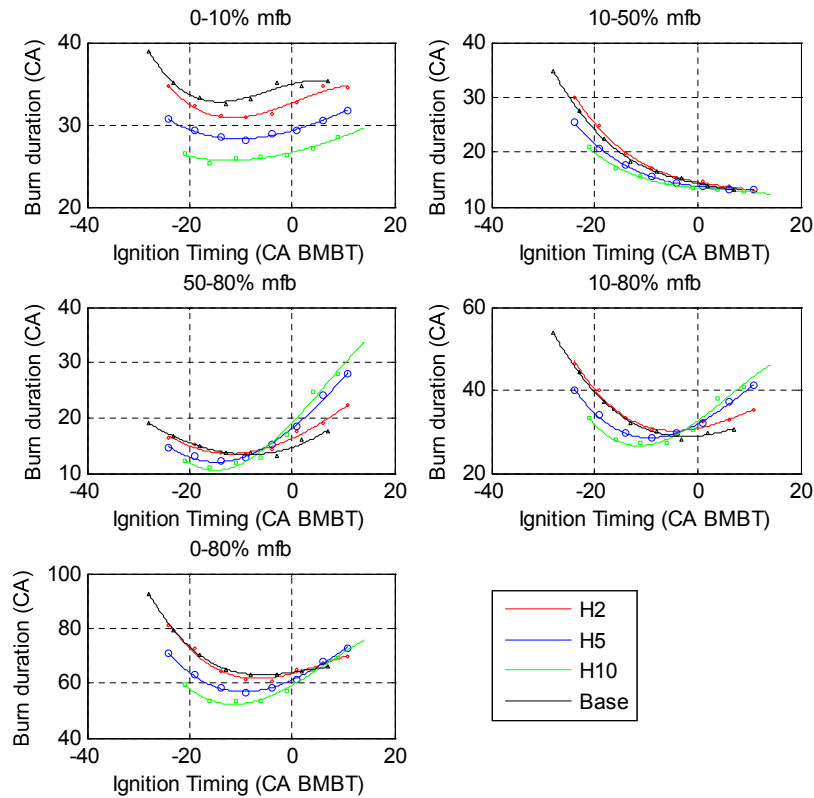 0-10% mfb
Burn duration (CA)
40
30
20
-40 -20 0 20
Ignition Timing (CA BMBT)
10-50% mfb
Burn duration (CA)
40
30
20
10
-40 -20 0 20
Ignition Timing (CA BMBT)
50-80% mfb
Burn duration (CA)
40
30
20
10
-40 -20 0 20
Ignition Timing (CA BMBT)
10-80% mfb
Burn duration (CA)
60
40
20
-40 -20 0 20
Ignition Timing (CA BMBT)
0-80% mfb
Burn duration (CA)
100
80
60
40
-40 -20 0 20
Ignition Timing (CA BMBT)
H2
H5
H10
Base